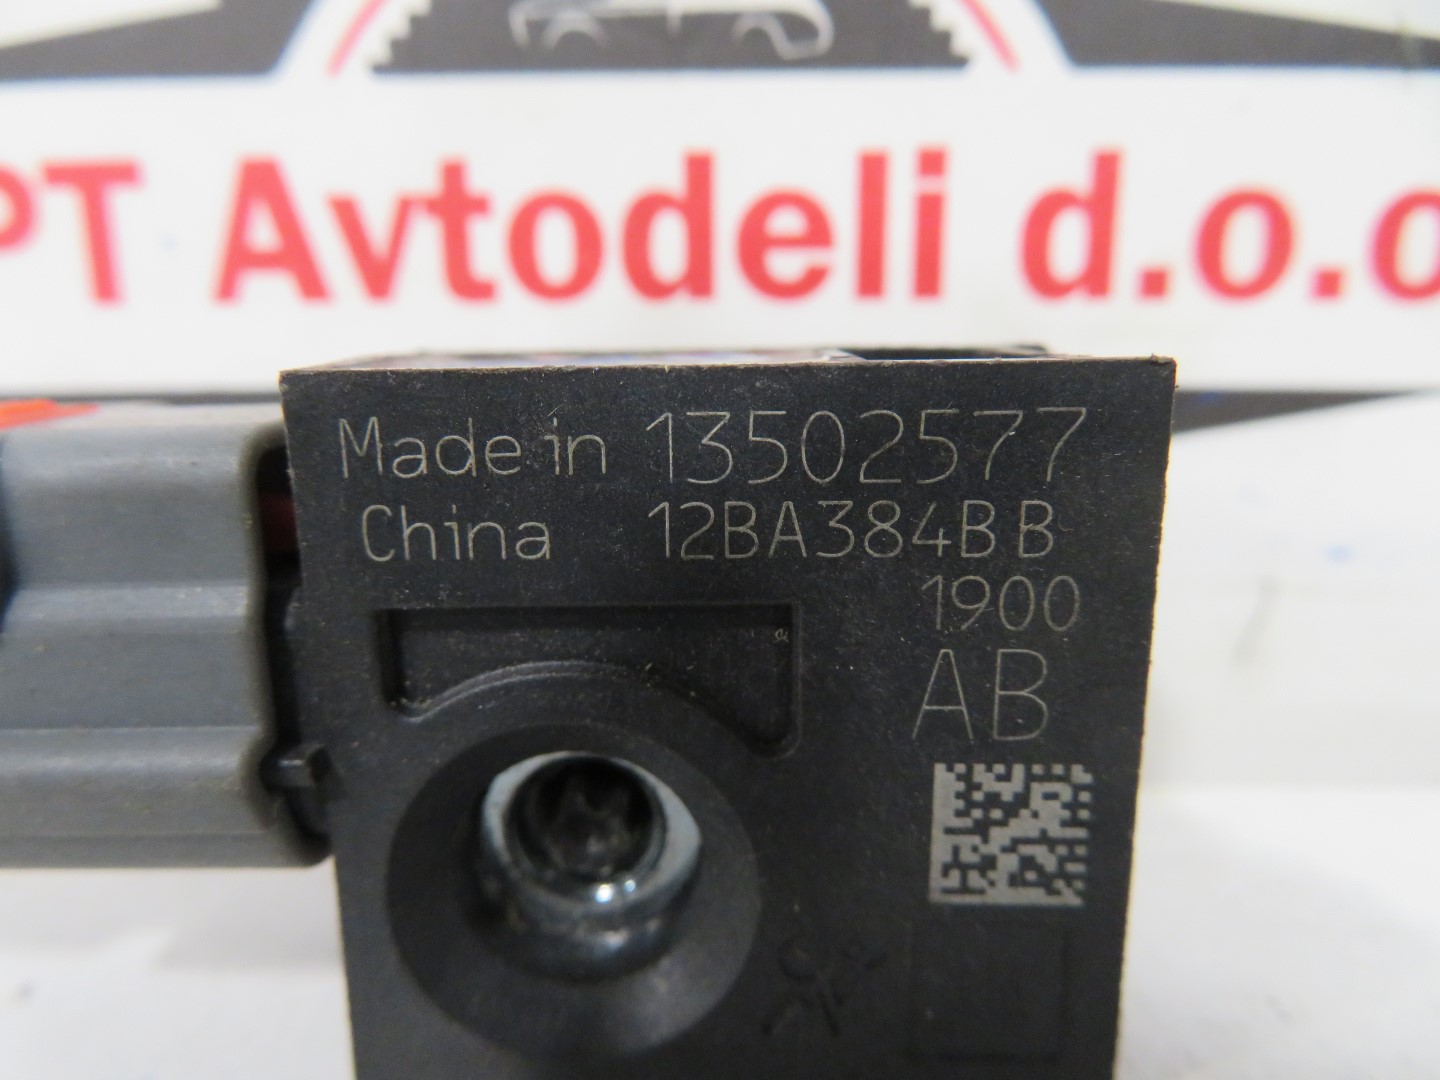 PT Avtodeli d.o.o
Made in 13502577
China 12BA384BB
1900
AB